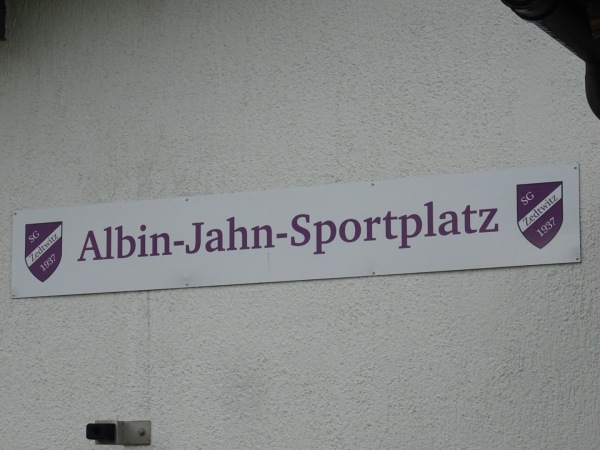 SG
Zedtwitz
1937
Albin-Jahn-Sportplatz
SG
Zedtwitz
1937